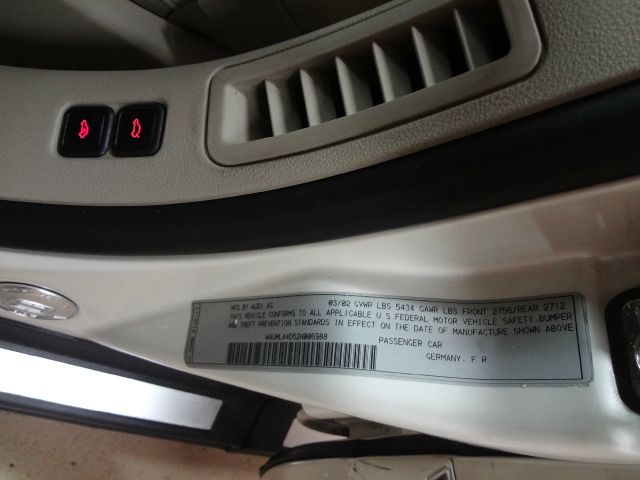 MFG BY AUDI AG 03/02 GVWR LBS 5434 GAWR LBS FRONT 2756/REAR 2712
THIS VEHICLE CONFORMS TO ALL APPLICABLE U S FEDERAL MOTOR VEHICLE SAFETY, BUMPER
AND THEFT PREVENTION STANDARDS IN EFFECT ON THE DATE OF MANUFACTURE SHOWN ABOVE
WAUML44D52N006988 PASSENGER CAR
GERMANY, F R